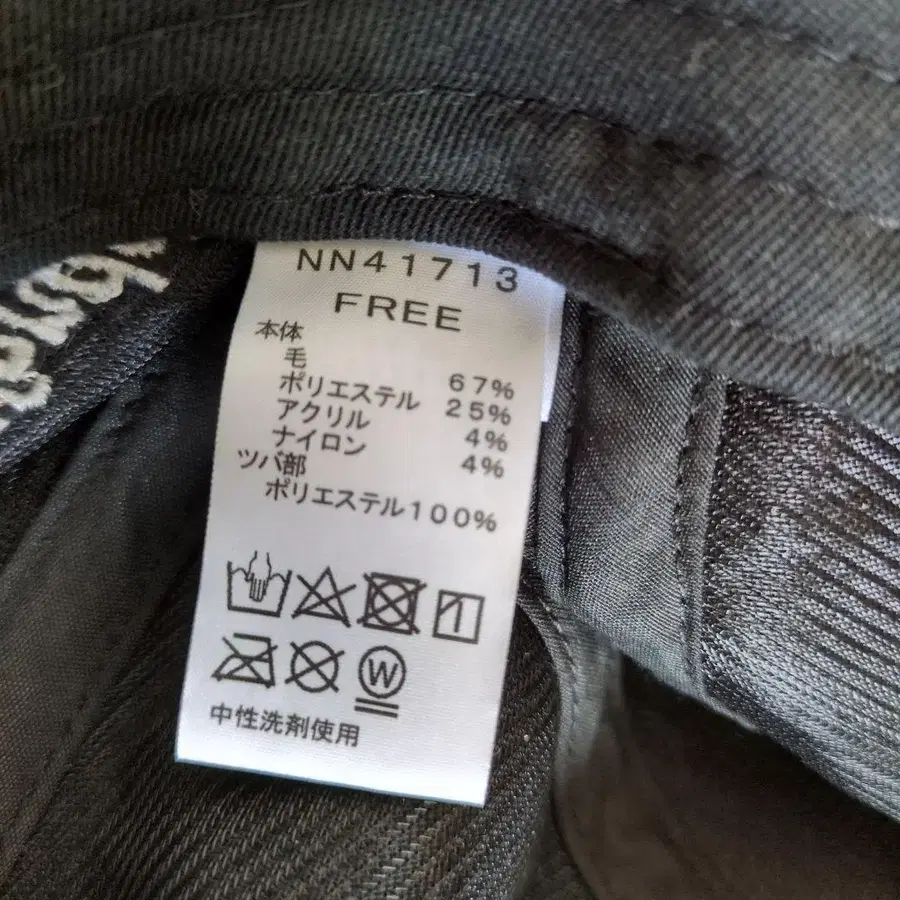 NN41713
FREE
本体
毛 67%
ポリエステル 25%
アクリル 4%
ナイロン 4%
ツバ部
ポリエステル100%
W
中性洗剤使用